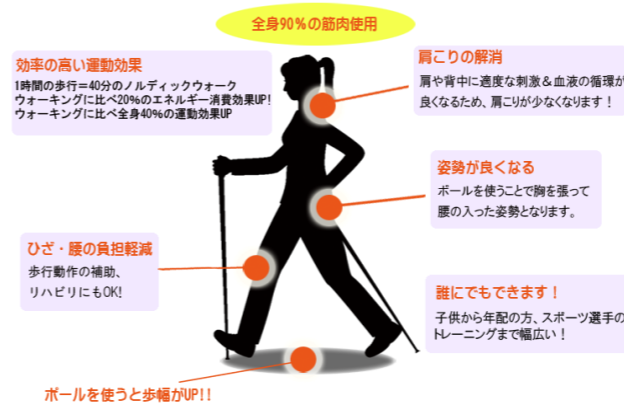 全身90%の筋肉使用
効率の高い運動効果
1時間の歩行=40分のノルディックウォーク
ウォーキングに比べ20%のエネルギー消費効果UP!
ウォーキングに比べ全身40%の運動効果UP
肩こりの解消
肩や背中に適度な刺激&血液の循環が
良くなるため、肩こりが少なくなります！
姿勢が良くなる
ポールを使うことで胸を張って
腰の入った姿勢となります。
ひざ・腰の負担軽減
歩行動作の補助、
リハビリにもOK!
誰にでもできます！
子供から年配の方、スポーツ選手の
トレーニングまで幅広い！
ポールを使うと歩幅がUP!!